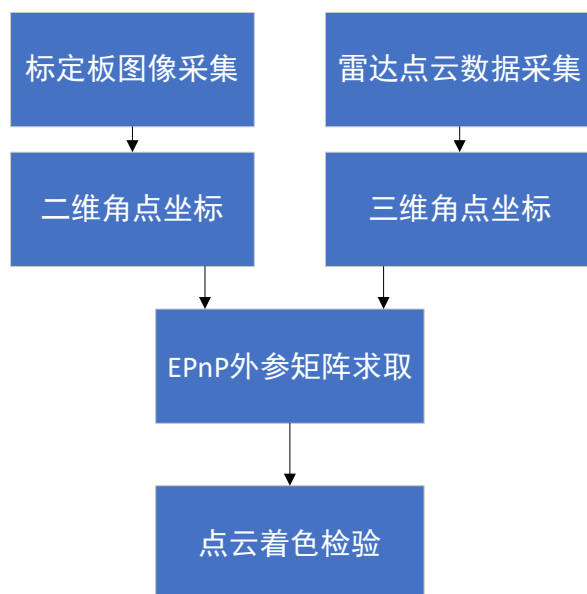 标定板图像采集
雷达点云数据采集
二维角点坐标
三维角点坐标
EPnP外参矩阵求取
点云着色检验